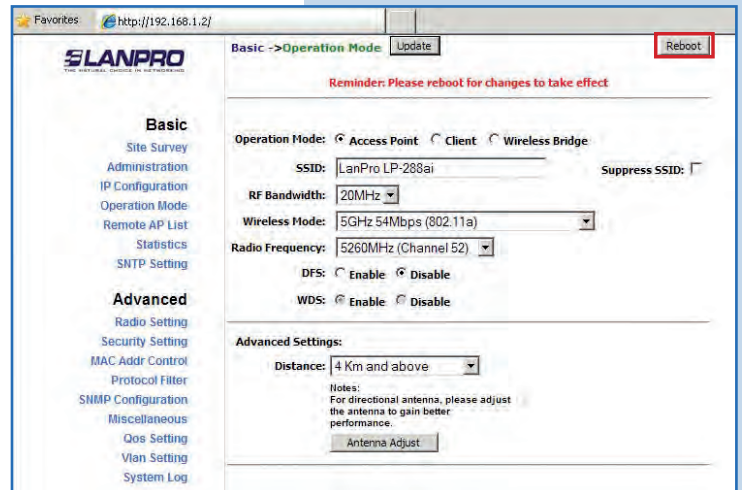 Favorites
http://192.168.1.2/
LANPRO
THE NATURAL CHOICE IN NETWORKING
Basic ->Operation Mode Update Reboot
Reminder: Please reboot for changes to take effect
Basic
Site Survey
Administration
IP Configuration
Operation Mode
Remote AP List
Statistics
SNTP Setting
Advanced
Radio Setting
Security Setting
MAC Addr Control
Protocol Filter
SNMP Configuration
Miscellaneous
Qos Setting
Vlan Setting
System Log
Operation Mode: Access Point Client Wireless Bridge
SSID: LanPro LP-288ai Suppress SSID:
RF Bandwidth: 20MHz
Wireless Mode: 5GHz 54Mbps (802.11a)
Radio Frequency: 5260MHz (Channel 52)
DFS: Enable Disable
WDS: Enable Disable
Advanced Settings:
Distance: 4 Km and above
Notes:
For directional antenna, please adjust
the antenna to gain better
performance.
Antenna Adjust